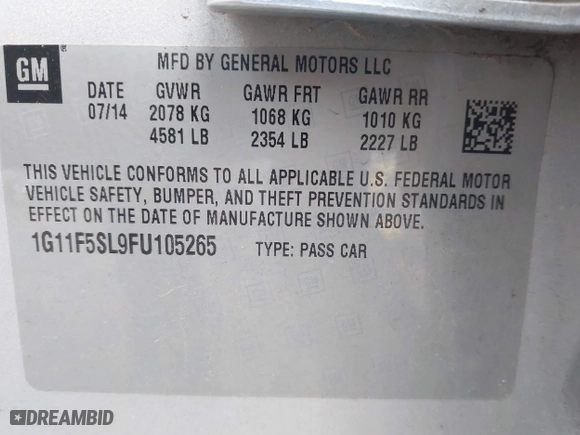 GM
MFD BY GENERAL MOTORS LLC
DATE GVWR GAWR FRT GAWR RR
07/14 2078 KG 1068 KG 1010 KG
4581 LB 2354 LB 2227 LB
THIS VEHICLE CONFORMS TO ALL APPLICABLE U.S. FEDERAL MOTOR
VEHICLE SAFETY, BUMPER, AND THEFT PREVENTION STANDARDS IN
EFFECT ON THE DATE OF MANUFACTURE SHOWN ABOVE.
1G11F5SL9FU105265 TYPE: PASS CAR
DREAMBID